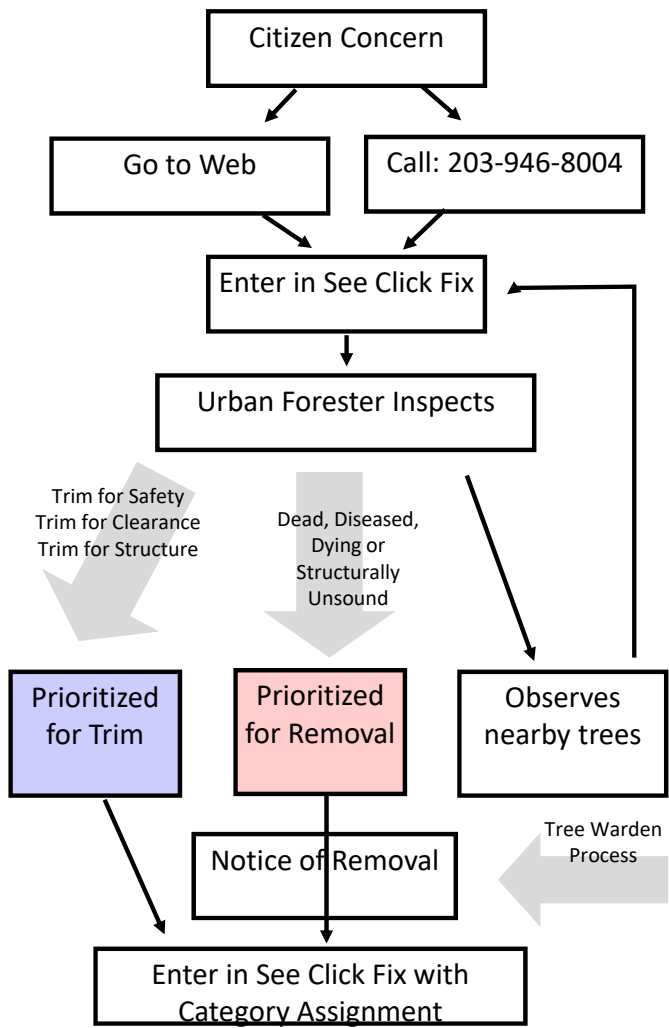 Citizen Concern
Go to Web
Call: 203-946-8004
Enter in See Click Fix
Urban Forester Inspects
Trim for Safety
Trim for Clearance
Trim for Structure
Dead, Diseased,
Dying or
Structurally
Unsound
Prioritized
for Trim
Prioritized
for Removal
Observes
nearby trees
Tree Warden
Process
Notice of Removal
Enter in See Click Fix with
Category Assignment